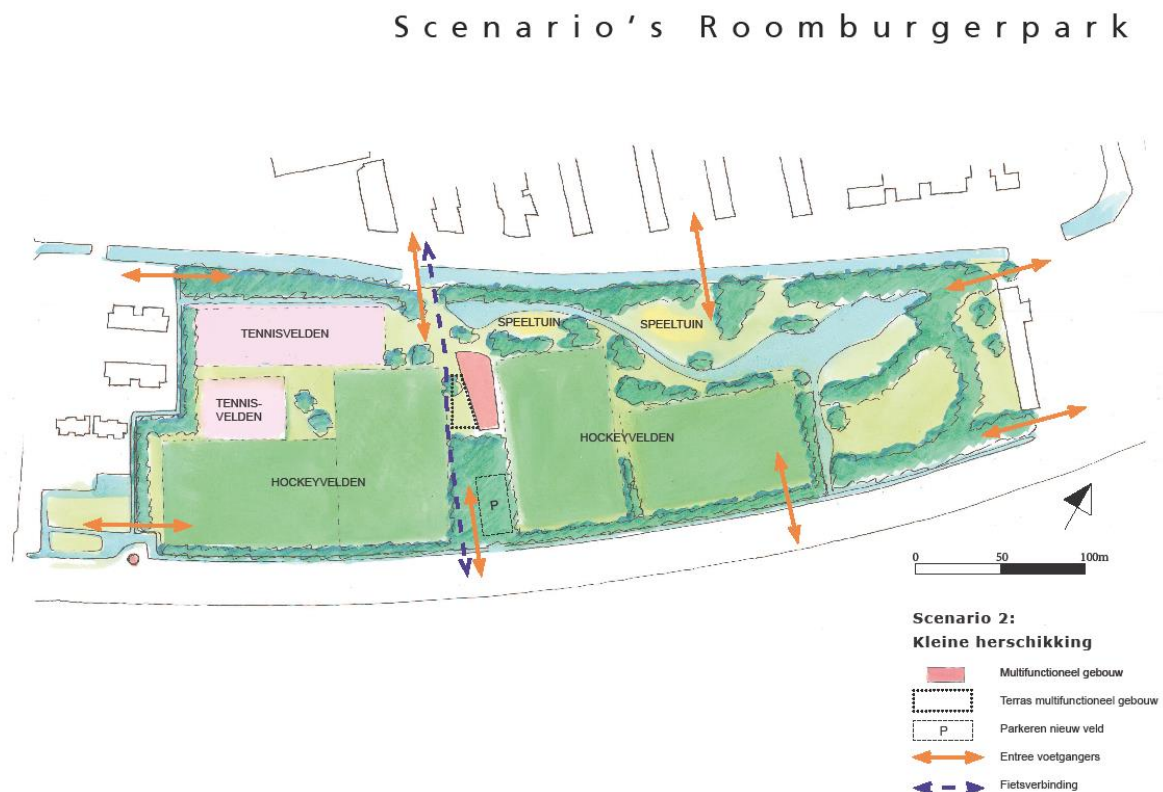 Scenario's Roomburgerpark
TENNISVELDEN
SPEELTUIN
SPEELTUIN
TENNIS-
VELDEN
HOCKEYVELDEN
HOCKEYVELDEN
P
0 50 100m
Scenario 2:
Kleine herschikking
Multifunctioneel gebouw
Terras multifunctioneel gebouw
P Parkeren nieuw veld
Entree voetgangers
Fietsverbinding